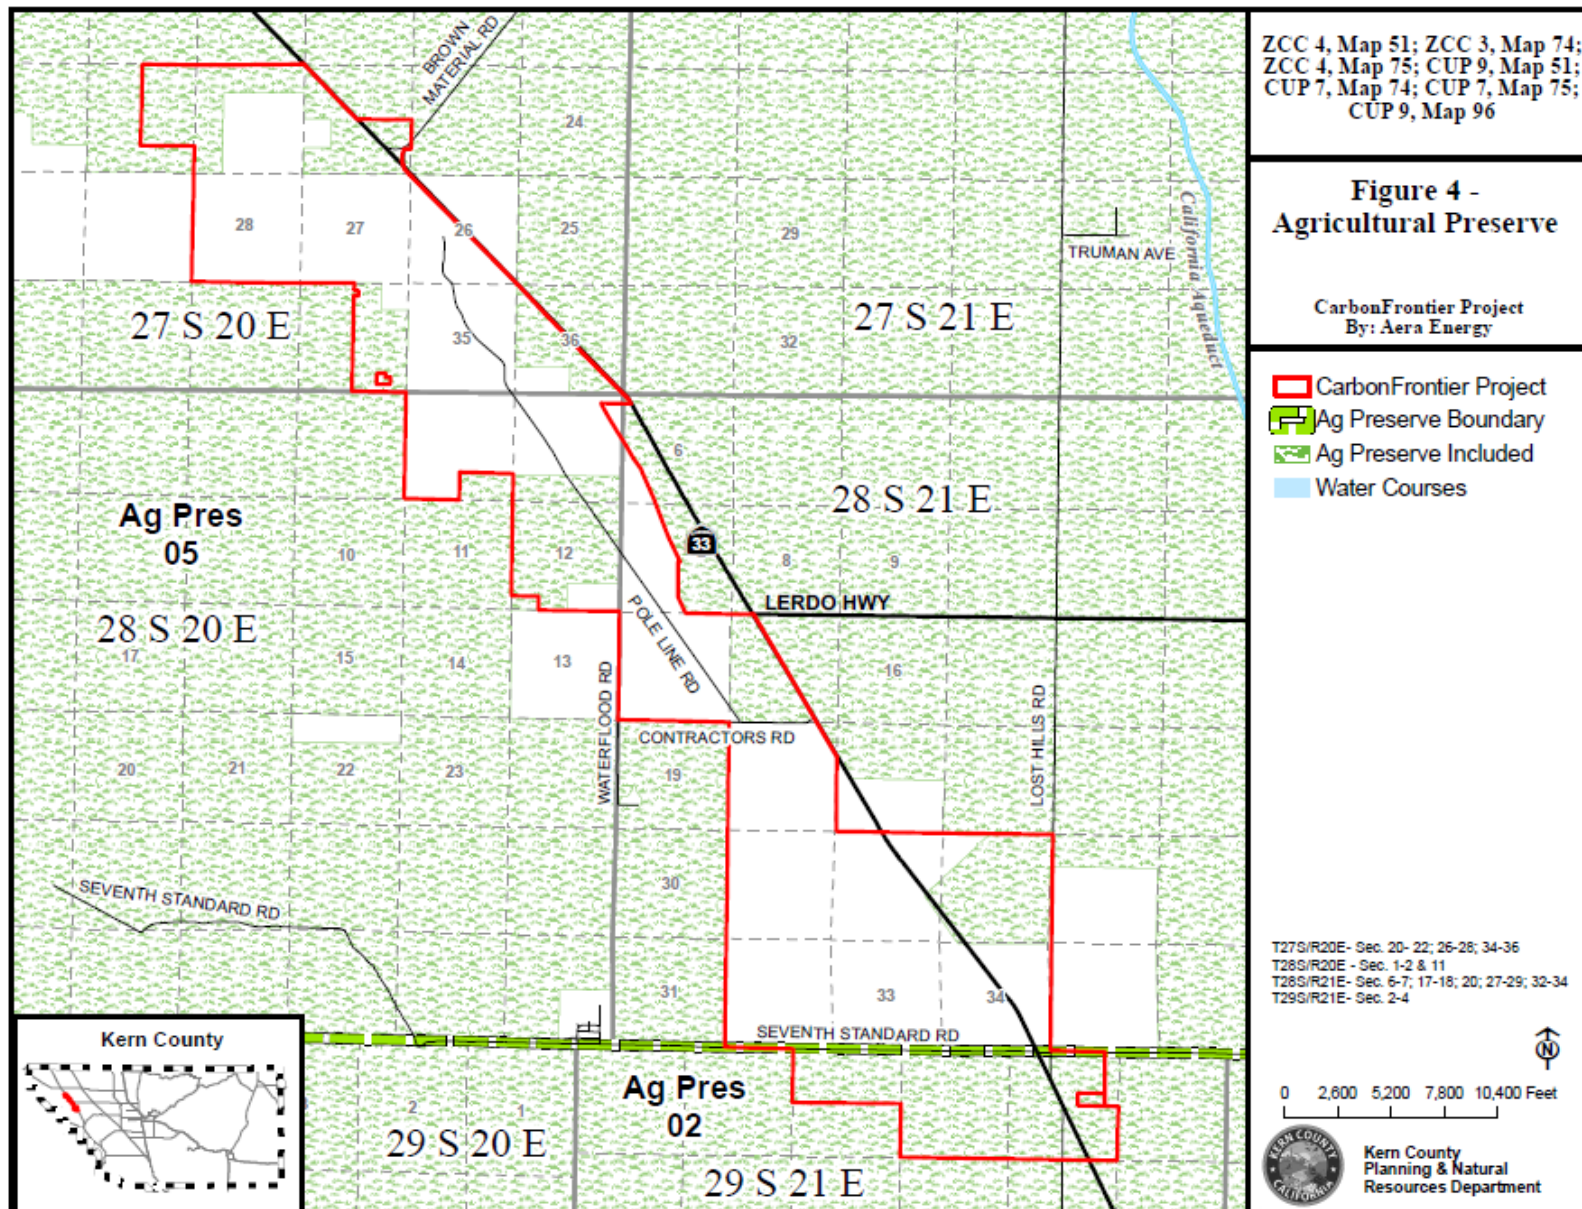 BROWN
MATERIAL RD
24
28
27
26
25
29
TRUMAN AVE
California Aqueduct
27 S 20 E
35
36
27 S 21 E
32
6
Ag Pres
05
28 S 21 E
33
10
11
12
8
9
LERDO HWY
28 S 20 E
POLE LINE RD
17
15
14
13
16
WATERFLOOD RD
LOST HILLS RD
CONTRACTORS RD
20
21
22
23
19
30
SEVENTH STANDARD RD
31
33
34
SEVENTH STANDARD RD
Kern County
Ag Pres
02
2
1
29 S 20 E
29 S 21 E
ZCC 4, Map 51; ZCC 3, Map 74;
ZCC 4, Map 75; CUP 9, Map 51;
CUP 7, Map 74; CUP 7, Map 75;
CUP 9, Map 96
Figure 4 -
Agricultural Preserve
CarbonFrontier Project
By: Aera Energy
CarbonFrontier Project
Ag Preserve Boundary
Ag Preserve Included
Water Courses
T27S/R20E- Sec. 20- 22; 26-28; 34-36
T28S/R20E - Sec. 1-2 & 11
T28S/R21E- Sec. 6-7; 17-18; 20; 27-29; 32-34
T29S/R21E- Sec. 2-4
N
0 2,600 5,200 7,800 10,400 Feet
KERN COUNTY
CALIFORNIA
Kern County
Planning & Natural
Resources Department